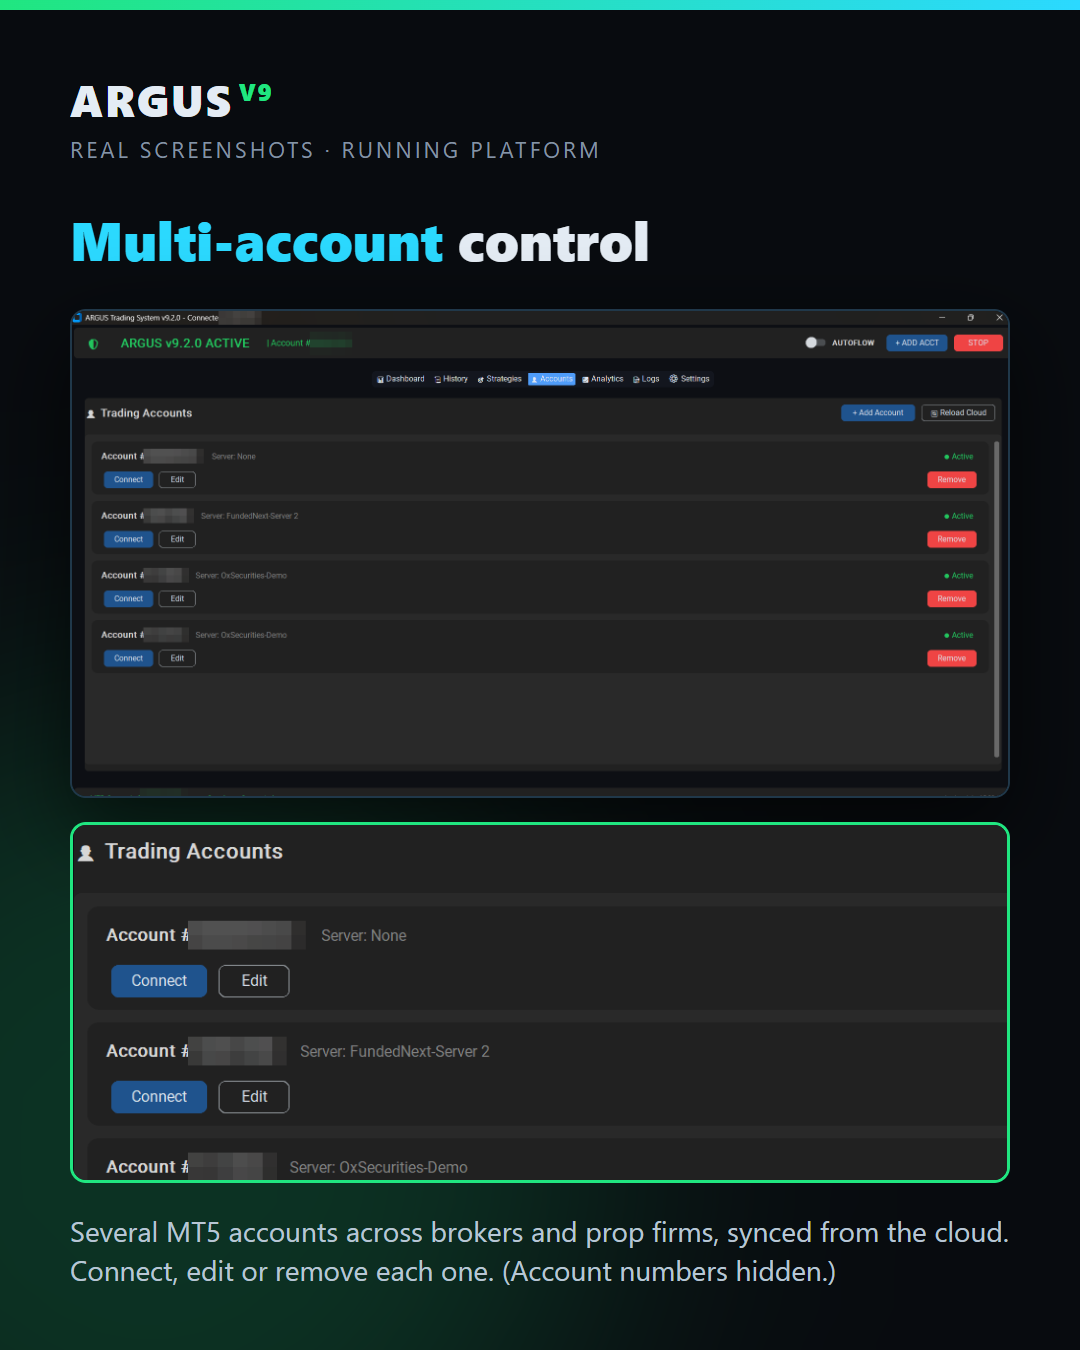 ARGUS V9
REAL SCREENSHOTS · RUNNING PLATFORM
Multi-account control
ARGUS Trading System v9.2.0 - Connecte
ARGUS v9.2.0 ACTIVE | Account # AUTOFLOW + ADD ACCT STOP
Dashboard History Strategies Accounts Analytics Logs Settings
Trading Accounts + Add Account Reload Cloud
Account # Server: None ● Active
Connect Edit Remove
Account # Server: FundedNext-Server 2 ● Active
Connect Edit Remove
Account # Server: OxSecurities-Demo ● Active
Connect Edit Remove
Account # Server: OxSecurities-Demo ● Active
Connect Edit Remove
Trading Accounts
Account # Server: None
Connect Edit
Account # Server: FundedNext-Server 2
Connect Edit
Account # Server: OxSecurities-Demo
Several MT5 accounts across brokers and prop firms, synced from the cloud.
Connect, edit or remove each one. (Account numbers hidden.)